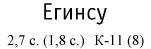 Егинсу
2,7 с. (1,8 с.) К-11 (8)